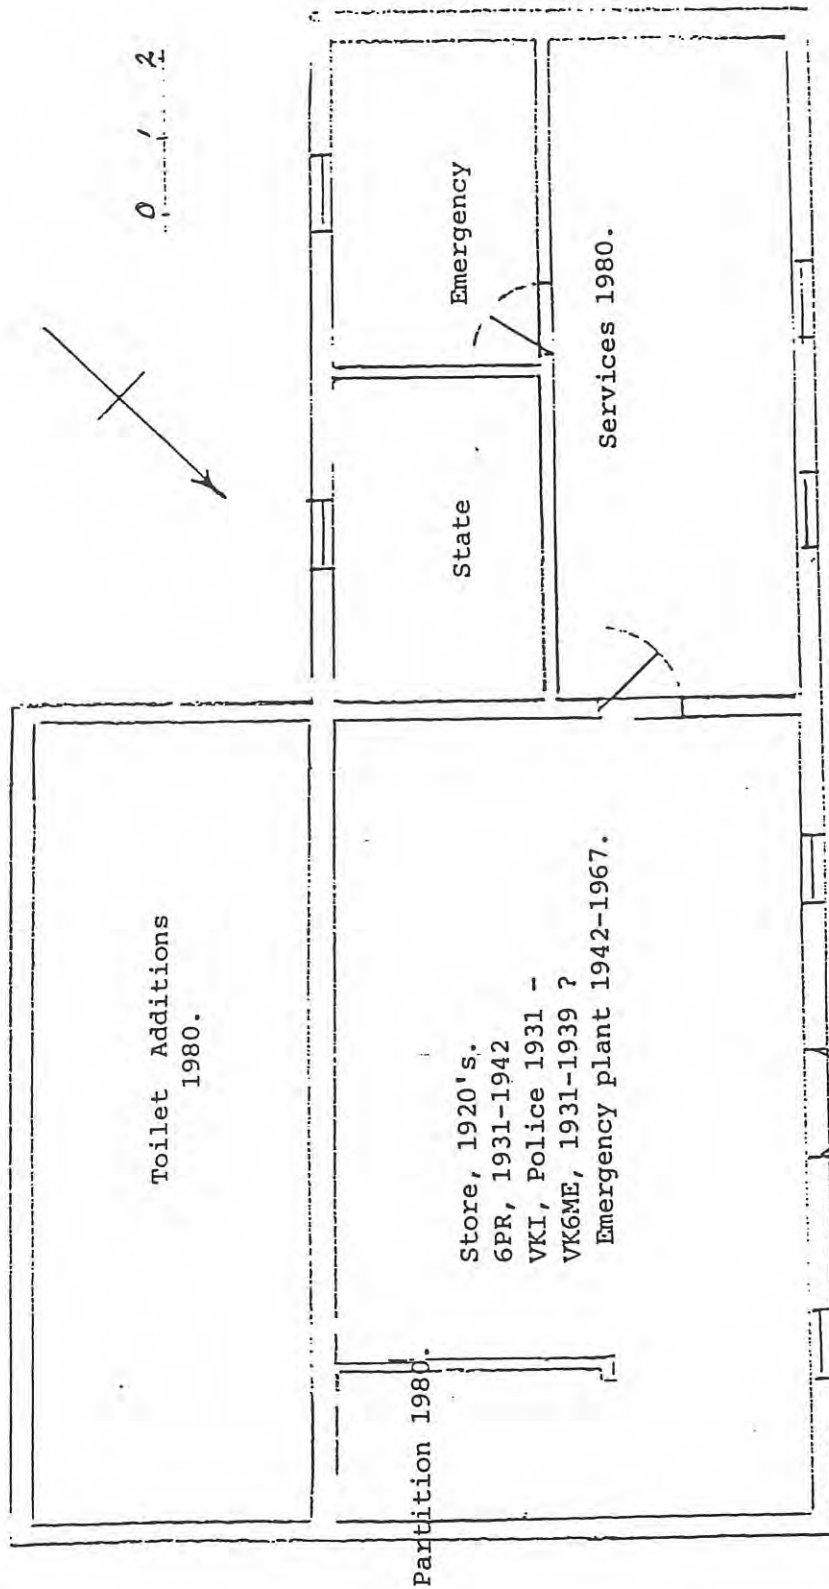 Toilet Additions
1980.
Store, 1920's.
6PR, 1931-1942
VKI, Police 1931 -
VK6ME, 1931-1939 ?
Emergency plant 1942-1967.
Partition 1980.
State
Emergency
Services 1980.
0 1 2